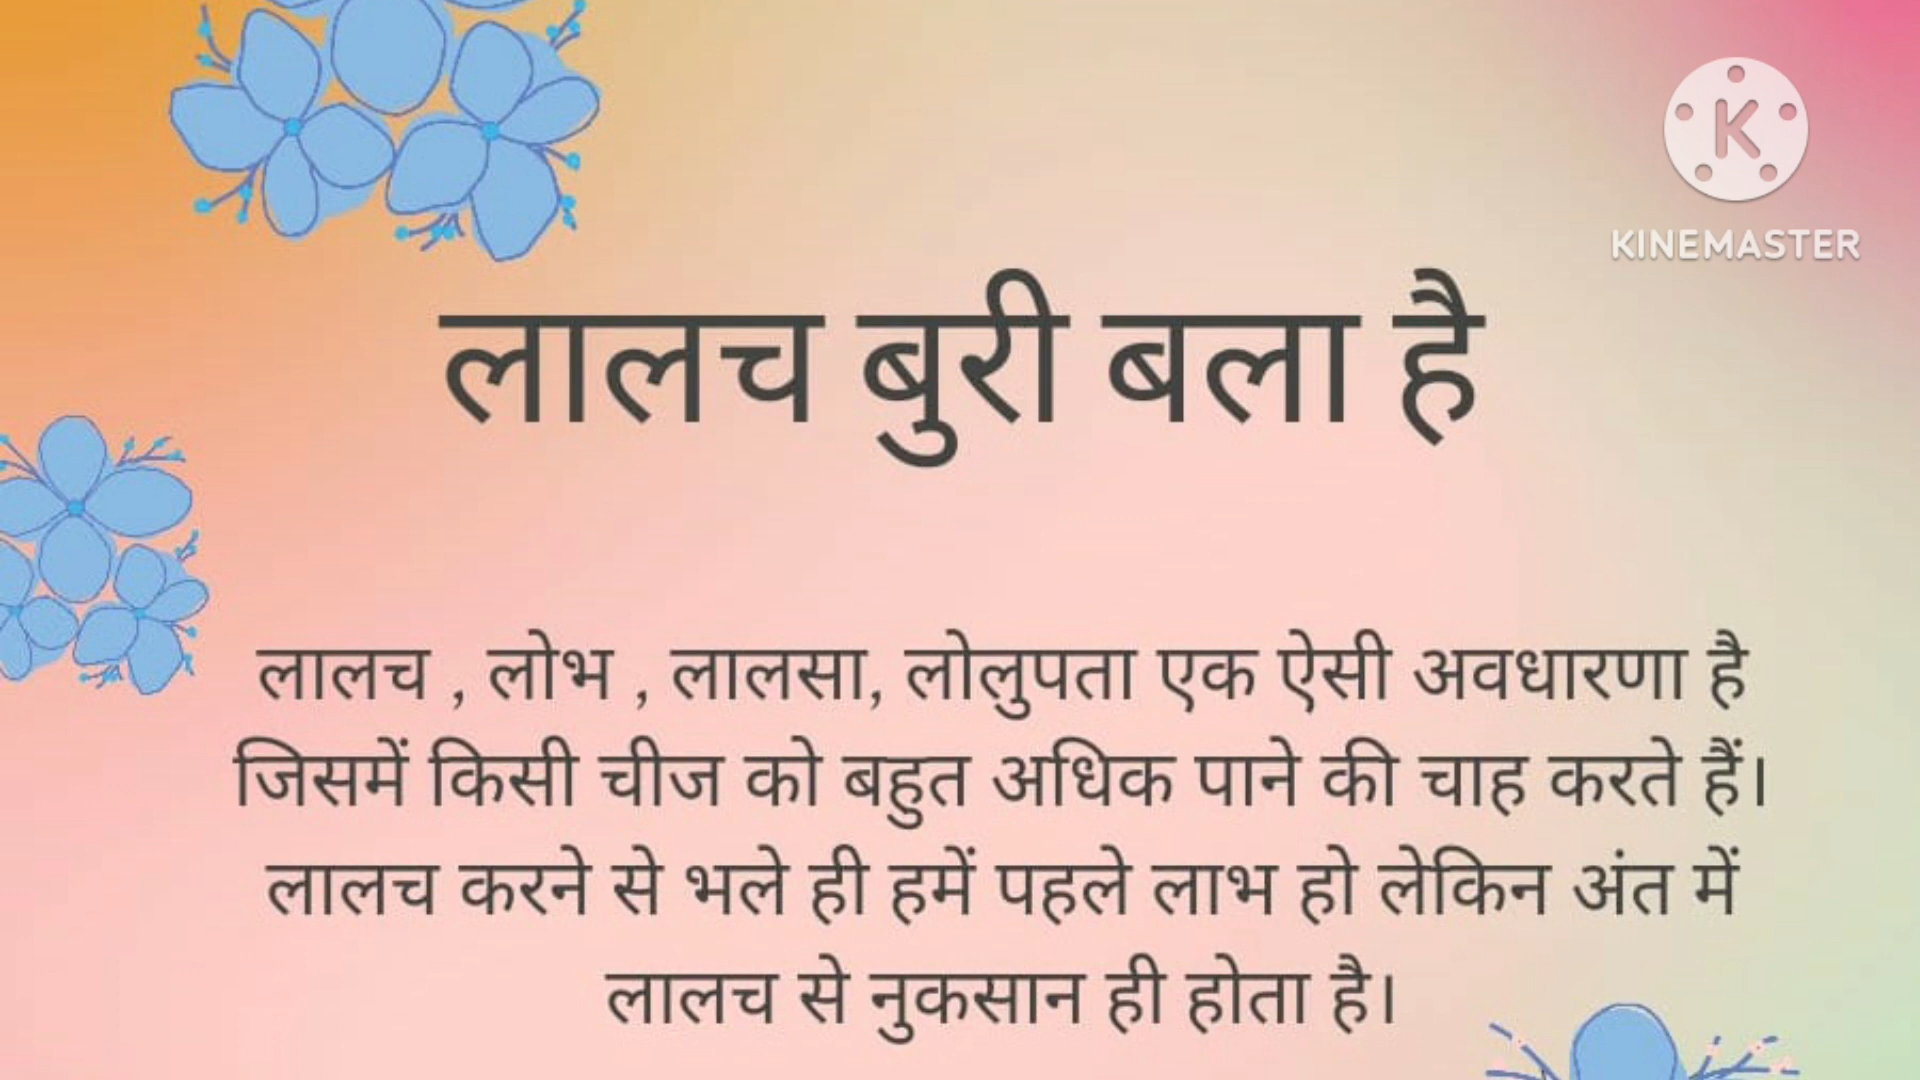 K
KINEMASTER
लालच बुरी बला है
लालच , लोभ , लालसा, लोलुपता एक ऐसी अवधारणा है
जिसमें किसी चीज को बहुत अधिक पाने की चाह करते हैं।
लालच करने से भले ही हमें पहले लाभ हो लेकिन अंत में
लालच से नुकसान ही होता है।